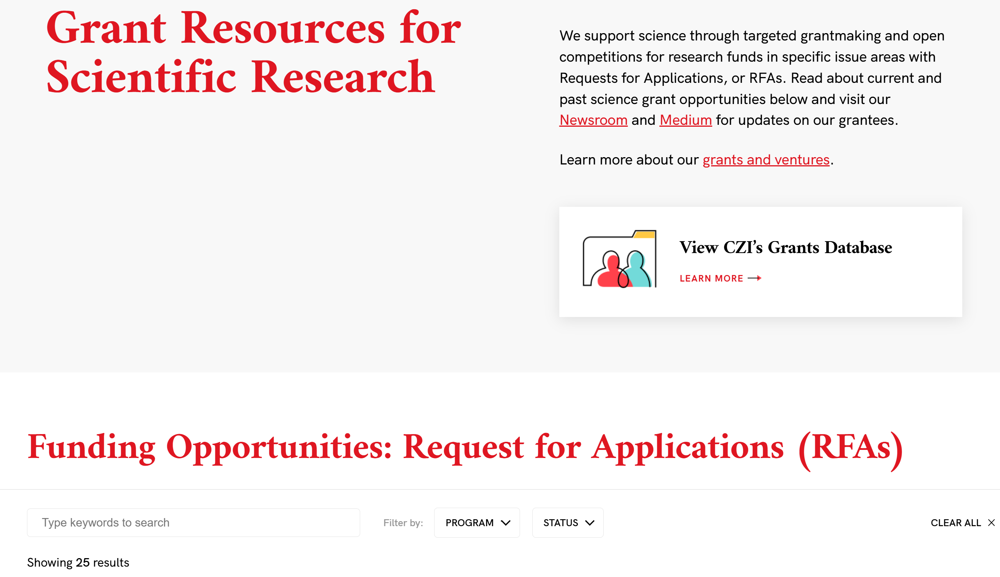 Grant Resources for
Scientific Research
We support science through targeted grantmaking and open
competitions for research funds in specific issue areas with
Requests for Applications, or RFAs. Read about current and
past science grant opportunities below and visit our
Newsroom and Medium for updates on our grantees.
Learn more about our grants and ventures.
View CZI’s Grants Database
LEARN MORE
Funding Opportunities: Request for Applications (RFAs)
Type keywords to search
Filter by:
PROGRAM
STATUS
CLEAR ALL
Showing 25 results